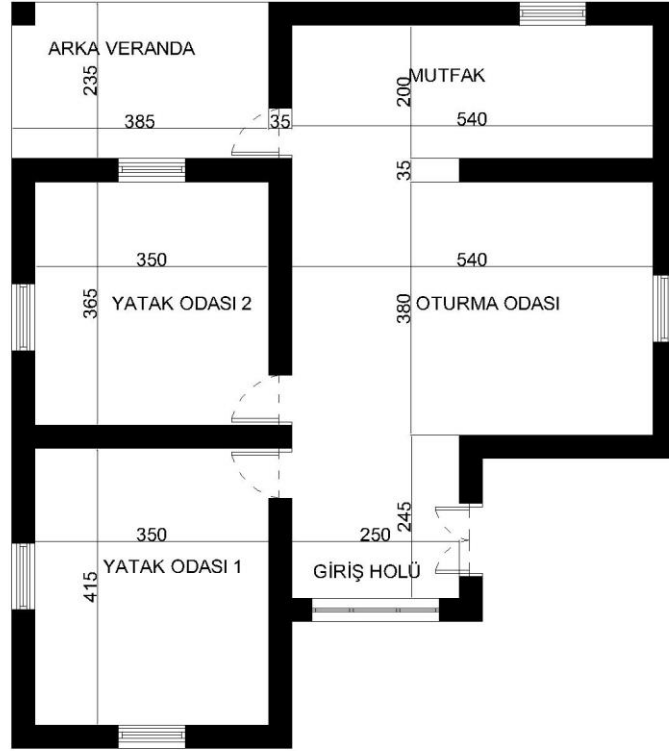 ARKA VERANDA
MUTFAK
235
200
385
35
540
35
350
540
365
YATAK ODASI 2
380
OTURMA ODASI
245
350
250
415
YATAK ODASI 1
GİRİŞ HOLÜ